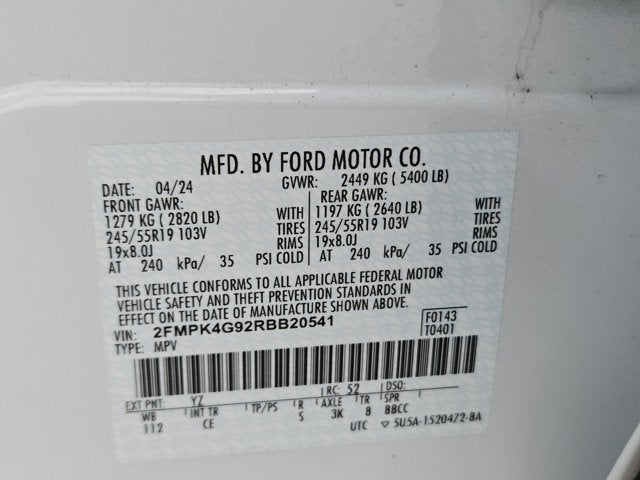 MFD. BY FORD MOTOR CO.
DATE: 04/24 GVWR: 2449 KG ( 5400 LB)
FRONT GAWR: REAR GAWR:
1279 KG ( 2820 LB) WITH 1197 KG ( 2640 LB) WITH
245/55R19 103V TIRES 245/55R19 103V TIRES
19x8.0J RIMS 19x8.0J RIMS
AT 240 kPa/ 35 PSI COLD AT 240 kPa/ 35 PSI COLD
THIS VEHICLE CONFORMS TO ALL APPLICABLE FEDERAL MOTOR
VEHICLE SAFETY AND THEFT PREVENTION STANDARDS IN
EFFECT ON THE DATE OF MANUFACTURE SHOWN ABOVE.
VIN: 2FMPK4G92RBB20541 F0143
TYPE: MPV T0401
EXT PNT: YZ RC: 52 DSO:
WB INT TR TP/PS R AXLE TR SPR
112 CE S 3K 8 BBCC
UTC ▽ 5U5A-1520472-BA